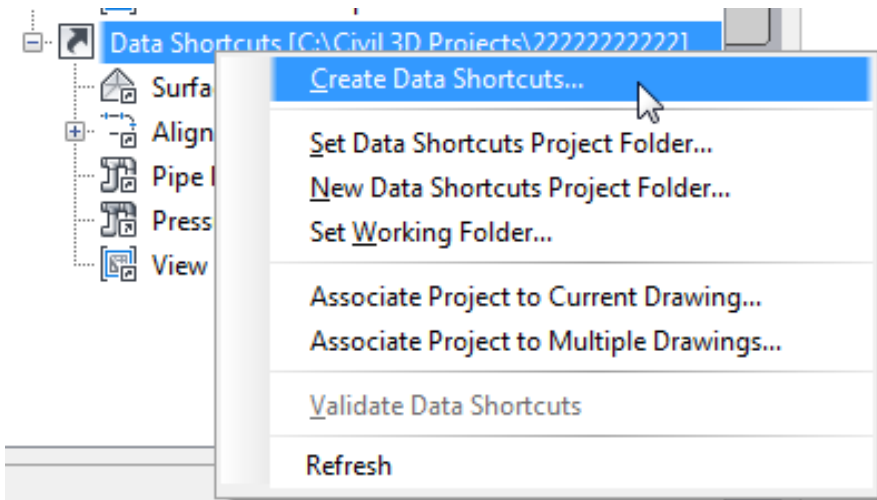 Data Shortcuts [C:\Civil 3D Projects\22222222222]
Create Data Shortcuts...
Surfa
Set Data Shortcuts Project Folder...
Align
New Data Shortcuts Project Folder...
Pipe
Set Working Folder...
Press
View
Associate Project to Current Drawing...
Associate Project to Multiple Drawings...
Validate Data Shortcuts
Refresh